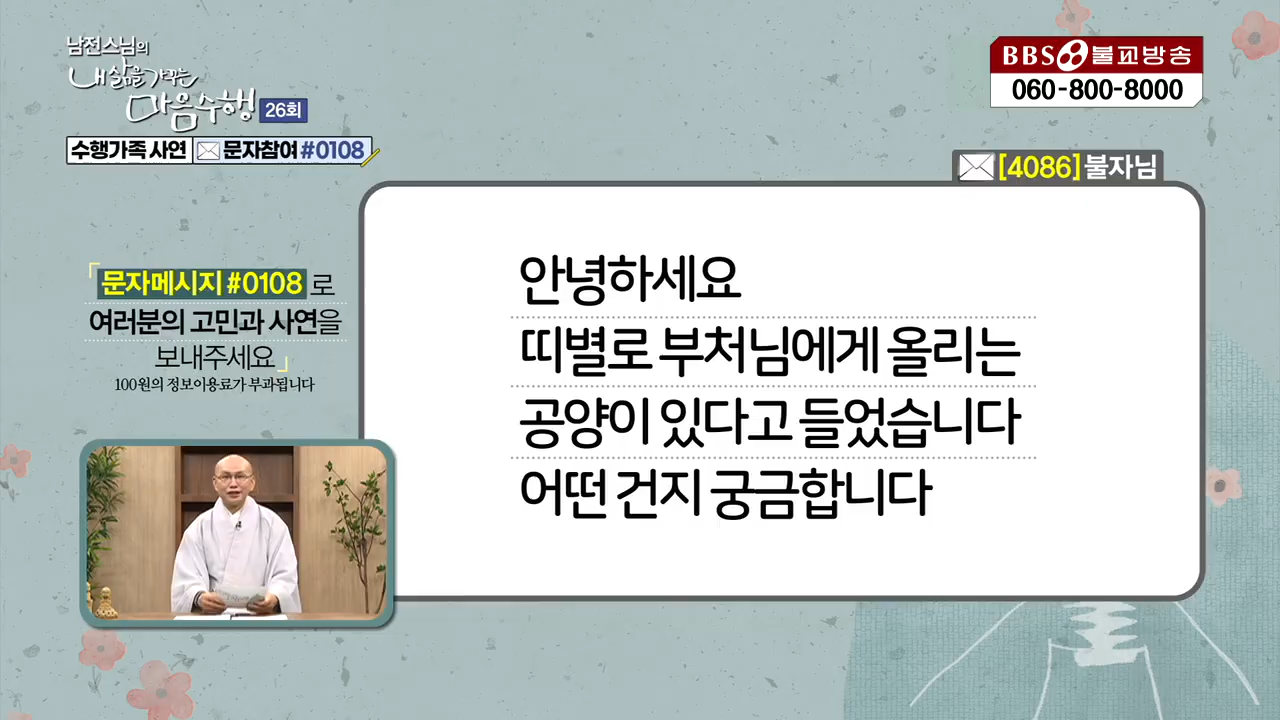 남전스님의
내 삶을 가꾸는
마음수행 26회
수행가족 사연 문자참여 #0108
BBS 불교방송
060-800-8000
[4086] 불자님
「문자메시지 #0108 로
여러분의 고민과 사연을
보내주세요」
100원의 정보이용료가 부과됩니다
안녕하세요
띠별로 부처님에게 올리는
공양이 있다고 들었습니다
어떤 건지 궁금합니다